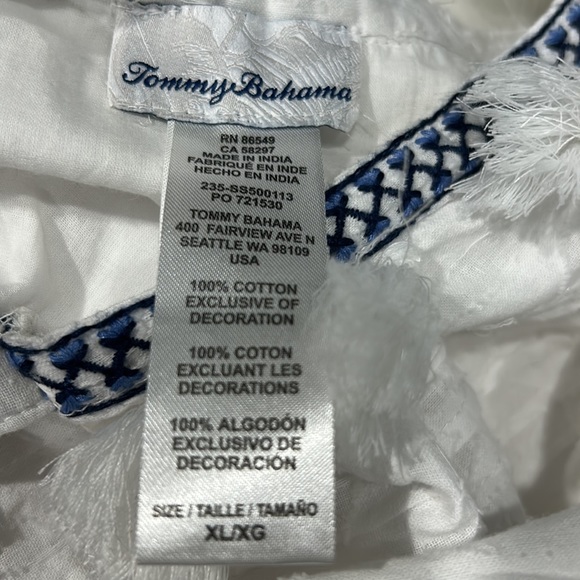 Tommy Bahama
RN 86549
CA 58297
MADE IN INDIA
FABRIQUÉ EN INDE
HECHO EN INDIA
235-SS500113
PO 721530
TOMMY BAHAMA
400 FAIRVIEW AVE N
SEATTLE WA 98109
USA
100% COTTON
EXCLUSIVE OF
DECORATION
100% COTON
EXCLUANT LES
DECORATIONS
100% ALGODÓN
EXCLUSIVO DE
DECORACIÓN
SIZE / TAILLE / TAMAÑO
XL/XG